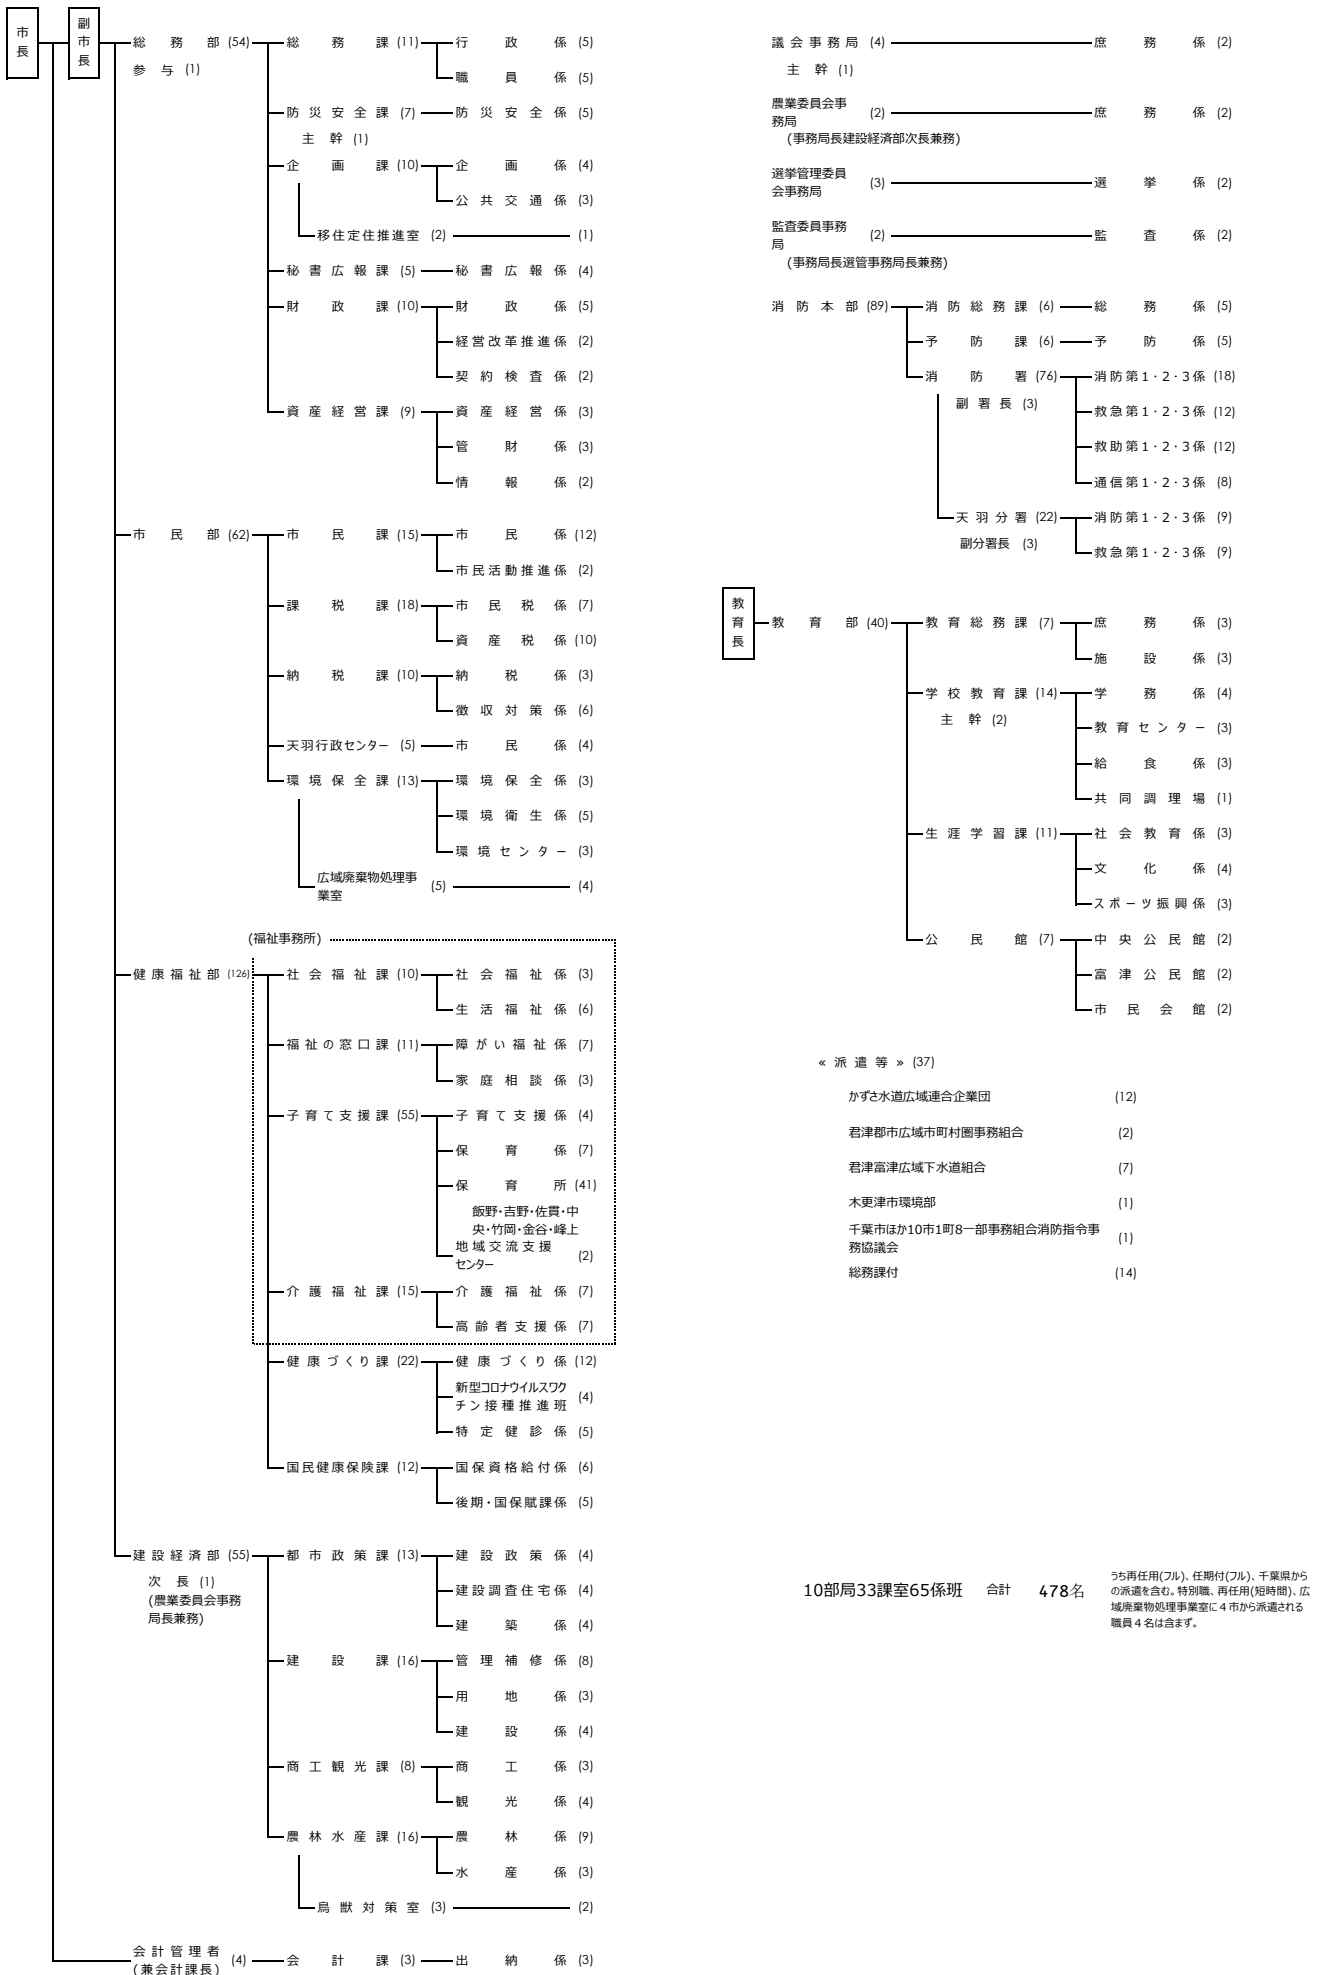 市長
副市長
総務部 (54) 総務課 (11) 行政係 (5)
参与 (1)
職員係 (5)
防災安全課 (7) 防災安全係 (5)
主幹 (1)
企画課 (10) 企画係 (4)
公共交通係 (3)
移住定住推進室 (2) (1)
秘書広報課 (5) 秘書広報係 (4)
財政課 (10) 財政係 (5)
経営改革推進係 (2)
契約検査係 (2)
資産経営課 (9) 資産経営係 (3)
管財係 (3)
情報係 (2)
市民部 (62) 市民課 (15) 市民係 (12)
市民活動推進係 (2)
課税課 (18) 市民税係 (7)
資産税係 (10)
納税課 (10) 納税係 (3)
徴収対策係 (6)
天羽行政センター (5) 市民係 (4)
環境保全課 (13) 環境保全係 (3)
環境衛生係 (5)
環境センター (3)
広域廃棄物処理事
業室 (5) (4)
(福祉事務所)
健康福祉部 (126) 社会福祉課 (10) 社会福祉係 (3)
生活福祉係 (6)
福祉の窓口課 (11) 障がい福祉係 (7)
家庭相談係 (3)
子育て支援課 (55) 子育て支援係 (4)
保育係 (7)
保育所 (41)
飯野・吉野・佐貫・中
央・竹岡・金谷・峰上
地域交流支援
センター (2)
介護福祉課 (15) 介護福祉係 (7)
高齢者支援係 (7)
健康づくり課 (22) 健康づくり係 (12)
新型コロナウイルスワク
チン接種推進班 (4)
特定健診係 (5)
国民健康保険課 (12) 国保資格給付係 (6)
後期・国保賦課係 (5)
建設経済部 (55) 都市政策課 (13) 建設政策係 (4)
次長 (1)
(農業委員会事務
局長兼務)
建設調査住宅係 (4)
建築係 (4)
建設課 (16) 管理補修係 (8)
用地係 (3)
建設係 (4)
商工観光課 (8) 商工係 (3)
観光係 (4)
農林水産課 (16) 農林係 (9)
水産係 (3)
鳥獣対策室 (3) (2)
会計管理者
(兼会計課長) (4) 会計課 (3) 出納係 (3)
議会事務局 (4) 庶務係 (2)
主幹 (1)
農業委員会事
務局 (2) 庶務係 (2)
(事務局長建設経済部次長兼務)
選挙管理委員
会事務局 (3) 選挙係 (2)
監査委員事務
局 (2) 監査係 (2)
(事務局長選管事務局長兼務)
消防本部 (89) 消防総務課 (6) 総務係 (5)
予防課 (6) 予防係 (5)
消防署 (76) 消防第1・2・3係 (18)
副署長 (3)
救急第1・2・3係 (12)
救助第1・2・3係 (12)
通信第1・2・3係 (8)
天羽分署 (22) 消防第1・2・3係 (9)
副分署長 (3)
救急第1・2・3係 (9)
教育長
教育部 (40) 教育総務課 (7) 庶務係 (3)
施設係 (3)
学校教育課 (14) 学務係 (4)
主幹 (2)
教育センター (3)
給食係 (3)
共同調理場 (1)
生涯学習課 (11) 社会教育係 (3)
文化係 (4)
スポーツ振興係 (3)
公民館 (7) 中央公民館 (2)
富津公民館 (2)
市民会館 (2)
≪派遣等≫ (37)
かずさ水道広域連合企業団 (12)
君津郡市広域市町村圏事務組合 (2)
君津富津広域下水道組合 (7)
木更津市環境部 (1)
千葉市ほか10市1町8一部事務組合消防指令事
務協議会 (1)
総務課付 (14)
10部局33課室65係班 合計 478名
うち再任用(フル)、任期付(フル)、千葉県から
の派遣を含む。特別職、再任用(短時間)、広
域廃棄物処理事業室に４市から派遣される
職員４名は含まず。